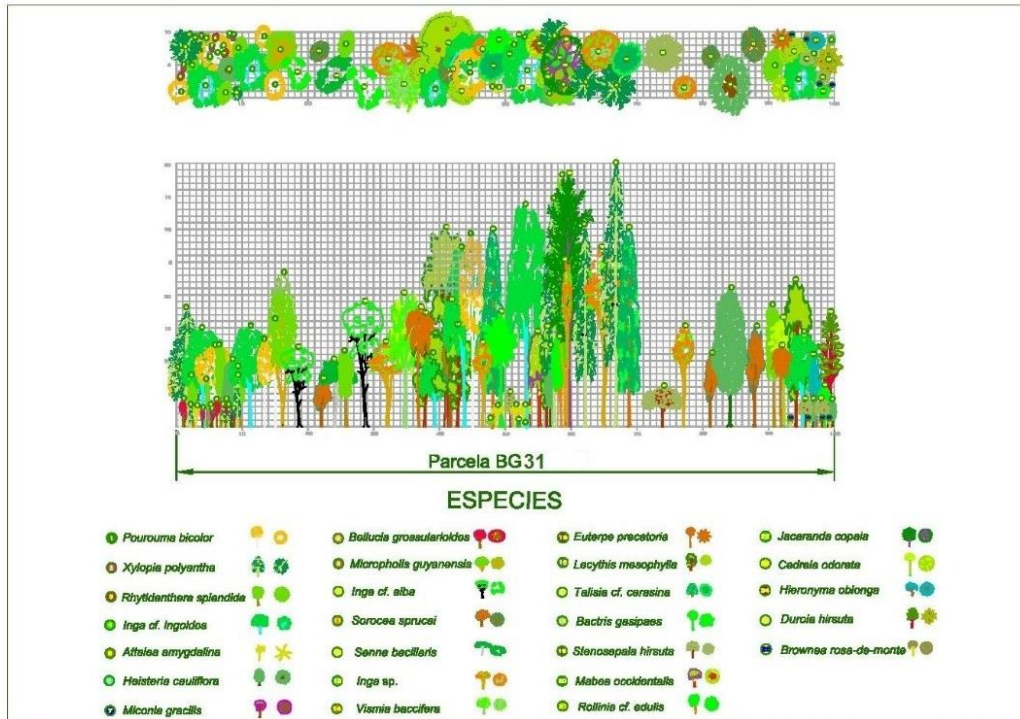 Parcela BG31
ESPECIES
Pourouma bicolor
Xylopia polyantha
Rhytidanthera splendida
Inga cf. ingoides
Attalea amygdalina
Heisteria cauliflora
Miconia gracilis
Bellucia grossularioides
Micropholis guyanensis
Inga cf. alba
Sorocea sprucei
Senne bacillaris
Inga sp.
Vismia baccifera
Euterpe precatoria
Lecythis mesophylla
Talisia cf. cerasina
Bactris gasipaes
Stenosepala hirsuta
Mabea occidentalis
Rollinia cf. edulis
Jacaranda copaia
Cedrela odorata
Hieronyma oblonga
Durcia hirsuta
Brownea rosa-de-monte